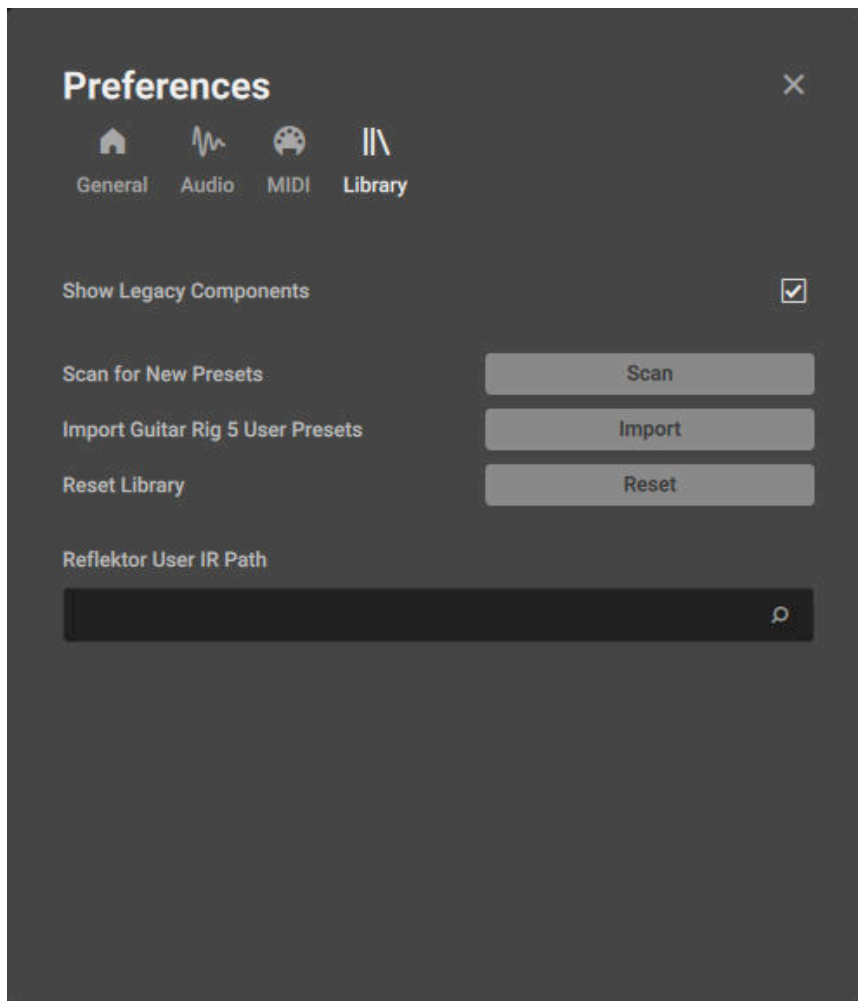 Preferences
General Audio MIDI Library
Show Legacy Components
Scan for New Presets Scan
Import Guitar Rig 5 User Presets Import
Reset Library Reset
Reflektor User IR Path